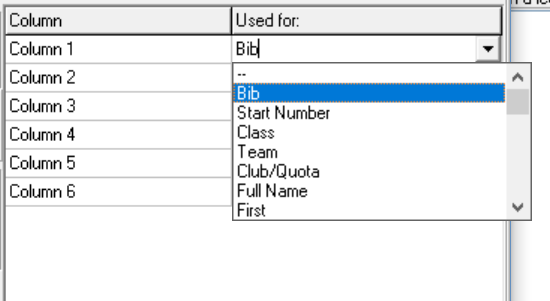 Column Used for:
Column 1 Bib
Column 2 --
Bib
Column 3 Start Number
Class
Column 4 Team
Column 5 Club/Quota
Column 6 Full Name
First